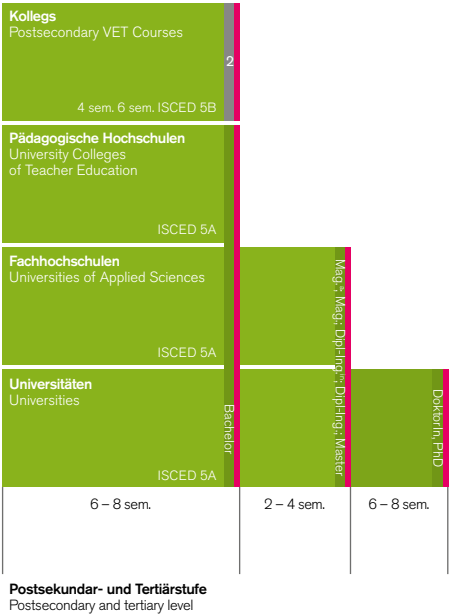 Kollegs
Postsecondary VET Courses
2
4 sem. 6 sem. ISCED 5B
Pädagogische Hochschulen
University Colleges
of Teacher Education
ISCED 5A
Fachhochschulen
Universities of Applied Sciences
ISCED 5A
Universitäten
Universities
ISCED 5A
Bachelor
Mag.ᵃ; Mag.; Dipl-Ing.ⁱⁿ; Dipl-Ing.; Master
DoktorIn, PhD
6 – 8 sem.
2 – 4 sem.
6 – 8 sem.
Postsekundar- und Tertiärstufe
Postsecondary and tertiary level